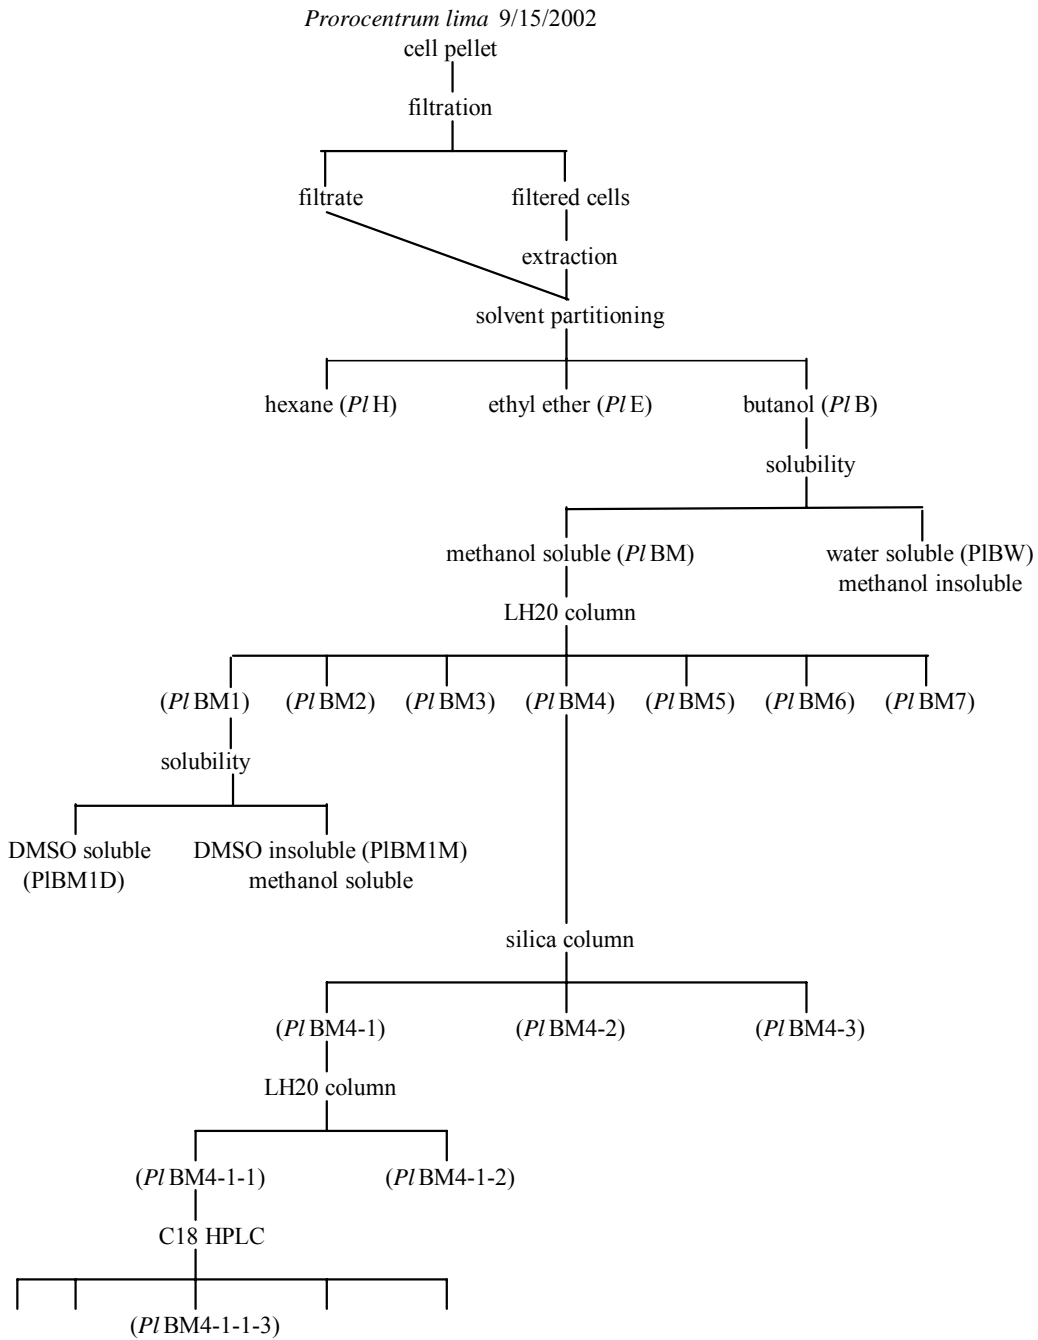 Prorocentrum lima 9/15/2002
cell pellet
filtration
filtrate
filtered cells
extraction
solvent partitioning
hexane (Pl H)
ethyl ether (Pl E)
butanol (Pl B)
solubility
methanol soluble (Pl BM)
water soluble (PlBW)
methanol insoluble
LH20 column
(Pl BM1)
(Pl BM2)
(Pl BM3)
(Pl BM4)
(Pl BM5)
(Pl BM6)
(Pl BM7)
solubility
DMSO soluble
(PlBM1D)
DMSO insoluble (PlBM1M)
methanol soluble
silica column
(Pl BM4-1)
(Pl BM4-2)
(Pl BM4-3)
LH20 column
(Pl BM4-1-1)
(Pl BM4-1-2)
C18 HPLC
(Pl BM4-1-1-3)